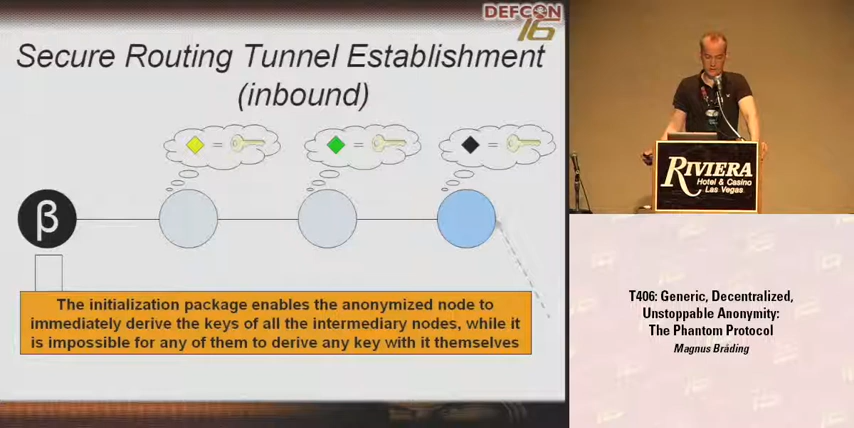 DEFCON
16
Secure Routing Tunnel Establishment
(inbound)
=
=
=
β
The initialization package enables the anonymized node to
immediately derive the keys of all the intermediary nodes, while it
is impossible for any of them to derive any key with it themselves
RIVIERA
Hotel & Casino
Las Vegas
T406: Generic, Decentralized,
Unstoppable Anonymity:
The Phantom Protocol
Magnus Bråding